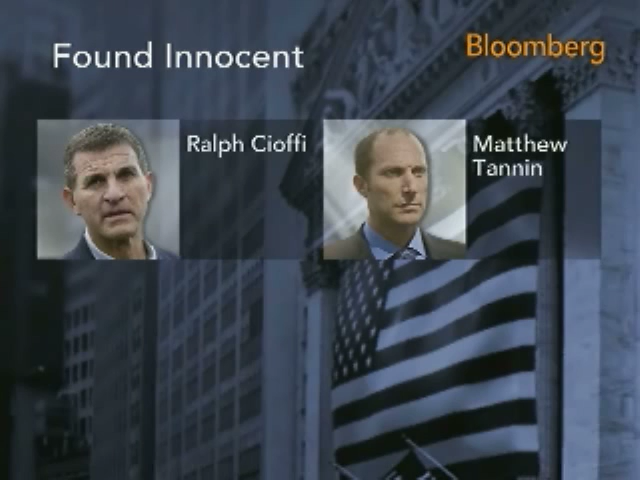 Found Innocent
Bloomberg
Ralph Cioffi
Matthew
Tannin